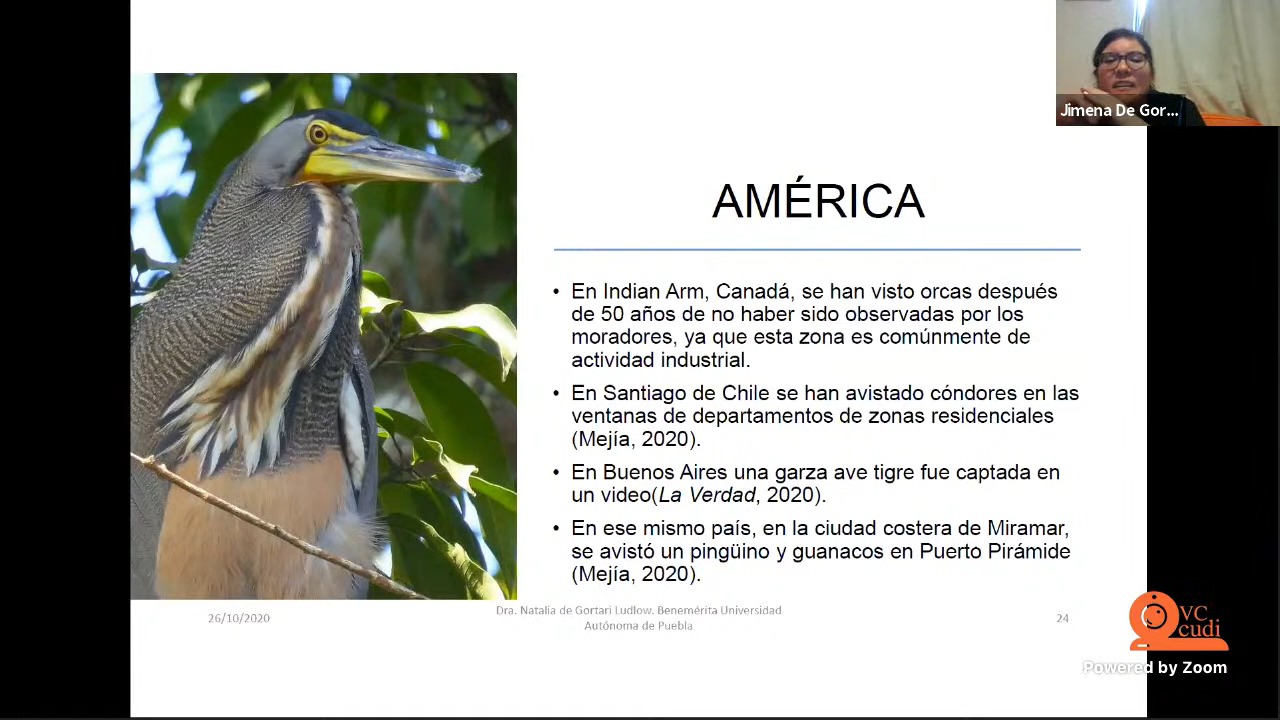 Jimena De Gor...
AMÉRICA
• En Indian Arm, Canadá, se han visto orcas después
de 50 años de no haber sido observadas por los
moradores, ya que esta zona es comúnmente de
actividad industrial.
• En Santiago de Chile se han avistado cóndores en las
ventanas de departamentos de zonas residenciales
(Mejía, 2020).
• En Buenos Aires una garza ave tigre fue captada en
un video(La Verdad, 2020).
• En ese mismo país, en la ciudad costera de Miramar,
se avistó un pingüino y guanacos en Puerto Pirámide
(Mejía, 2020).
26/10/2020
Dra. Natalia de Gortari Ludlow. Benemérita Universidad
Autónoma de Puebla
24
VC
cudi
Powered by Zoom